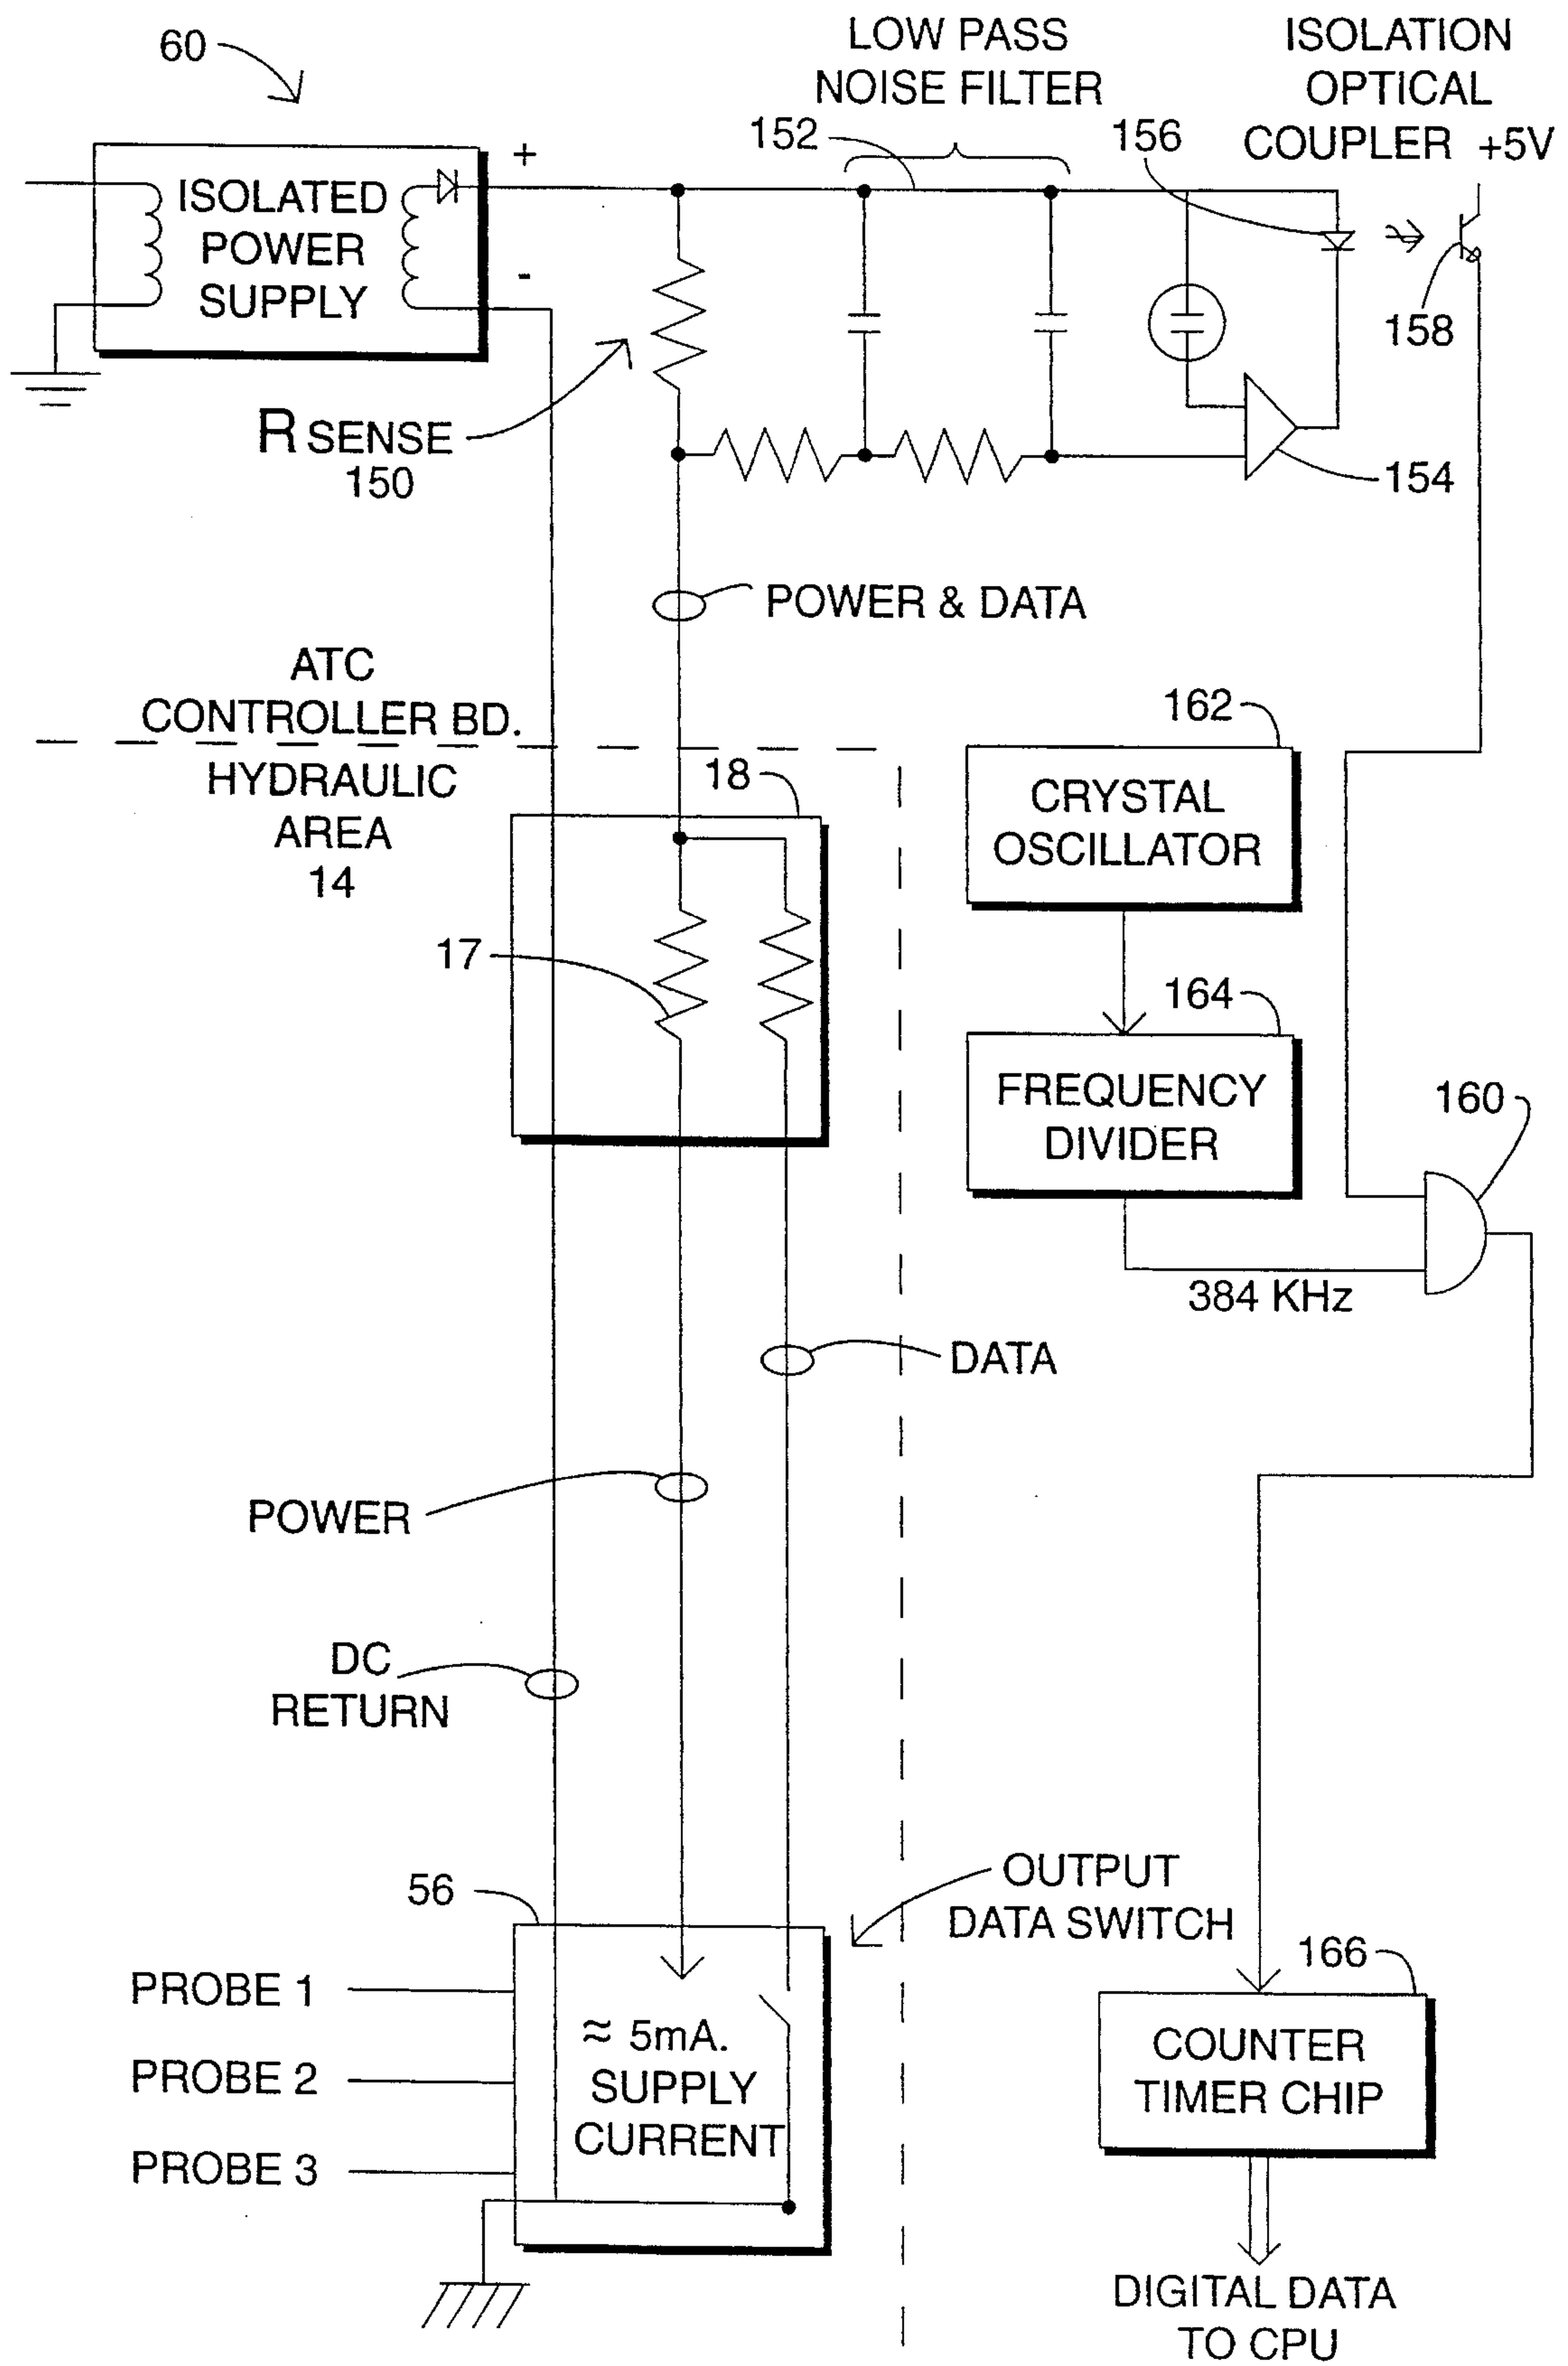 60
LOW PASS
NOISE FILTER
152
156
ISOLATION
OPTICAL
COUPLER +5V
ISOLATED
POWER
SUPPLY
+
-
158
R SENSE
150
154
POWER & DATA
ATC
CONTROLLER BD.
HYDRAULIC
AREA
14
18
17
162
CRYSTAL
OSCILLATOR
164
FREQUENCY
DIVIDER
160
384 KHz
DATA
POWER
DC
RETURN
56
OUTPUT
DATA SWITCH
PROBE 1
PROBE 2
PROBE 3
≈ 5mA.
SUPPLY
CURRENT
166
COUNTER
TIMER CHIP
DIGITAL DATA
TO CPU